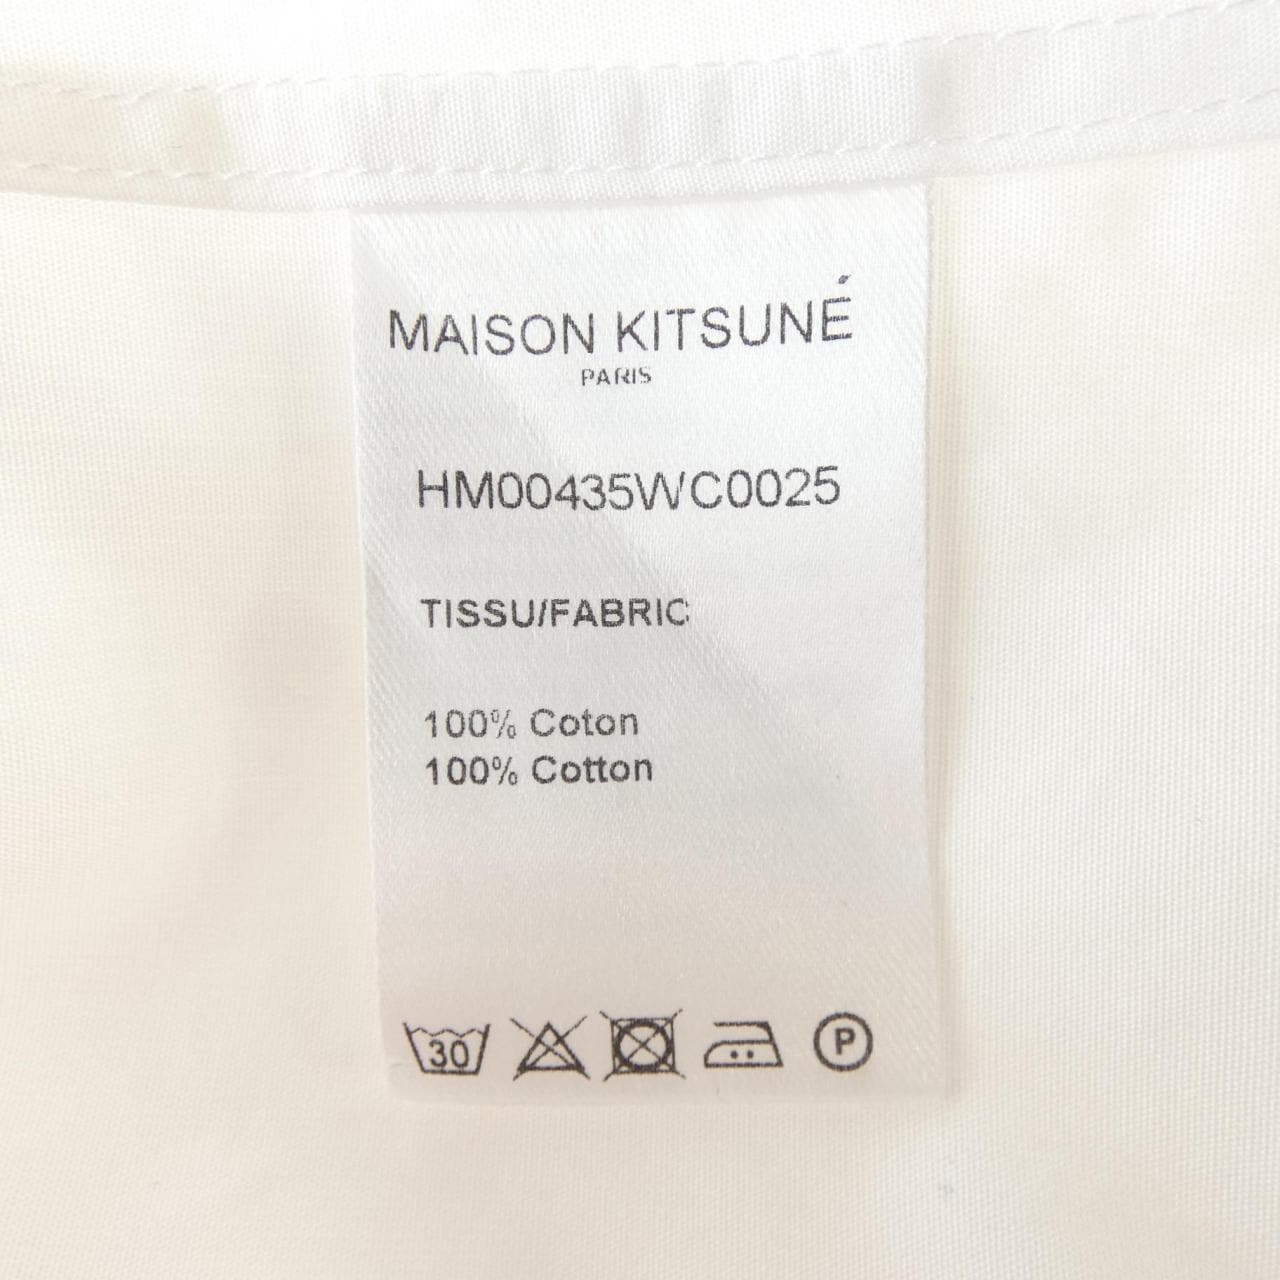 MAISON KITSUNÉ
PARIS
HM00435WC0025
TISSU/FABRIC
100% Coton
100% Cotton
30 P